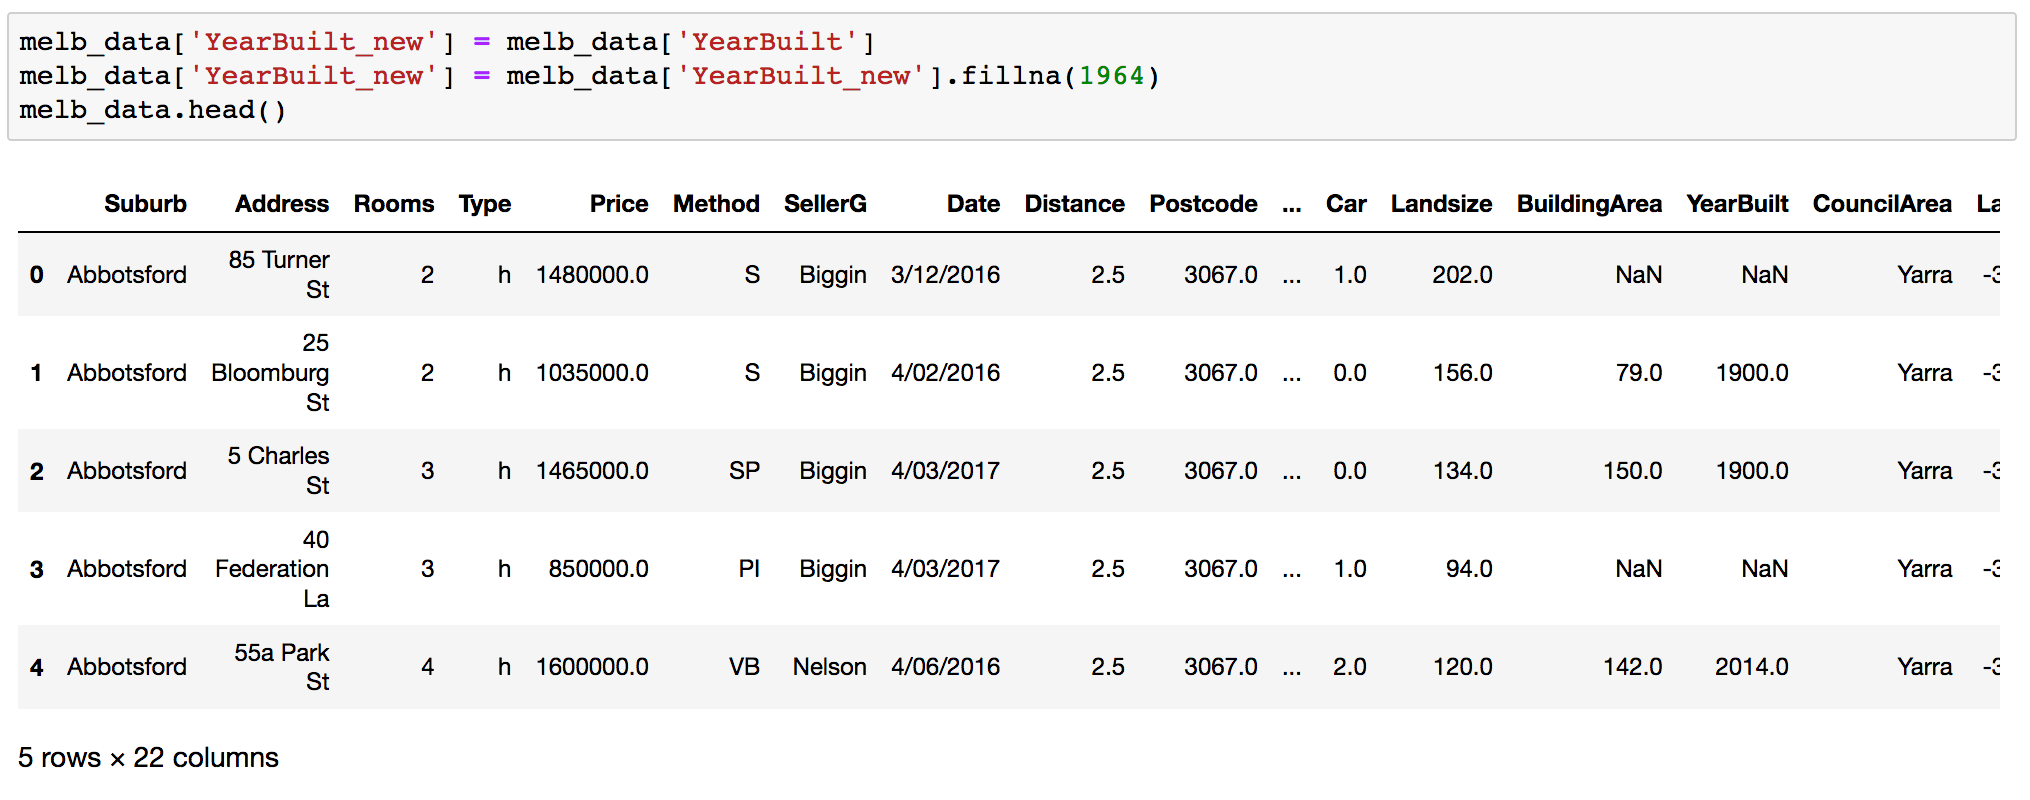 melb_data['YearBuilt_new'] = melb_data['YearBuilt']
melb_data['YearBuilt_new'] = melb_data['YearBuilt_new'].fillna(1964)
melb_data.head()
Suburb Address Rooms Type Price Method SellerG Date Distance Postcode ... Car Landsize BuildingArea YearBuilt CouncilArea La
0 Abbotsford 85 Turner St 2 h 1480000.0 S Biggin 3/12/2016 2.5 3067.0 ... 1.0 202.0 NaN NaN Yarra -3
1 Abbotsford 25 Bloomburg St 2 h 1035000.0 S Biggin 4/02/2016 2.5 3067.0 ... 0.0 156.0 79.0 1900.0 Yarra -3
2 Abbotsford 5 Charles St 3 h 1465000.0 SP Biggin 4/03/2017 2.5 3067.0 ... 0.0 134.0 150.0 1900.0 Yarra -3
3 Abbotsford 40 Federation La 3 h 850000.0 PI Biggin 4/03/2017 2.5 3067.0 ... 1.0 94.0 NaN NaN Yarra -3
4 Abbotsford 55a Park St 4 h 1600000.0 VB Nelson 4/06/2016 2.5 3067.0 ... 2.0 120.0 142.0 2014.0 Yarra -3
5 rows × 22 columns